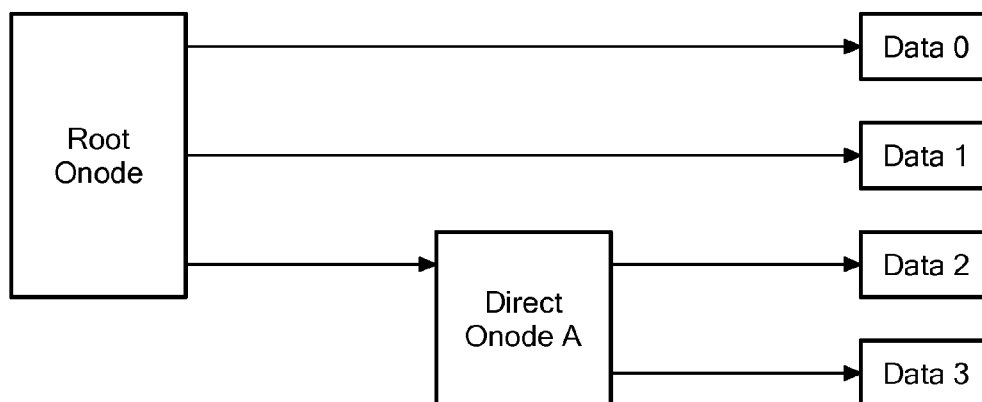 Root
Onode
Data 0
Data 1
Direct
Onode A
Data 2
Data 3